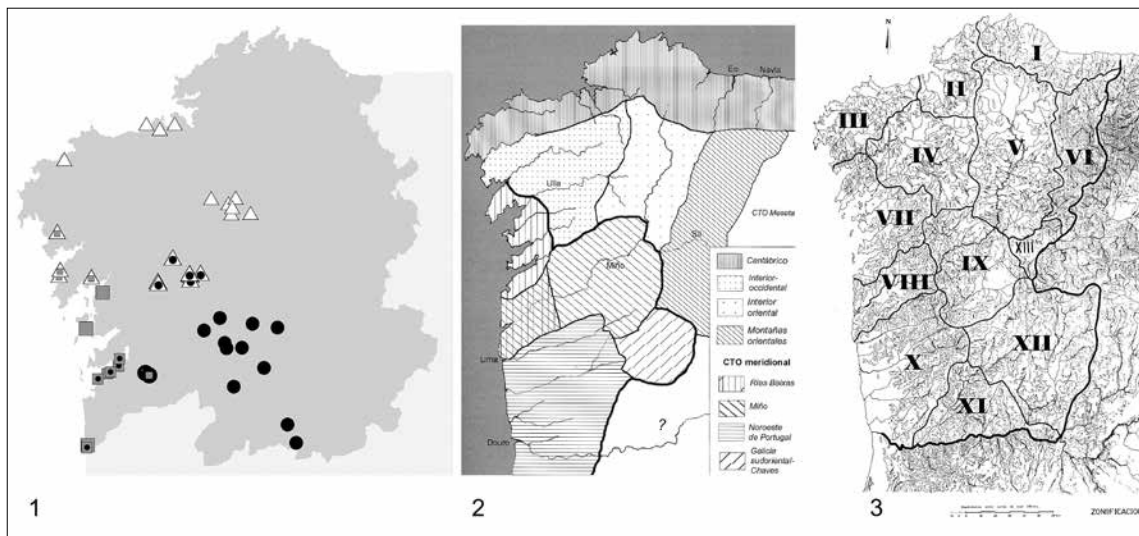 1
Eo
Navia
Ulla
Sil
Miño
Lima
Douro
?
CTO Meseta
Cantábrico
Interior-
occidental
Interior
oriental
Montañas
orientales
CTO meridional
Rías Baixas
Miño
Noroeste
de Portugal
Galicia
sudoriental-
Chaves
2
N
I
II
III
IV
V
VI
VII
VIII
IX
XIII
X
XI
XII
ZONIFICACION
3